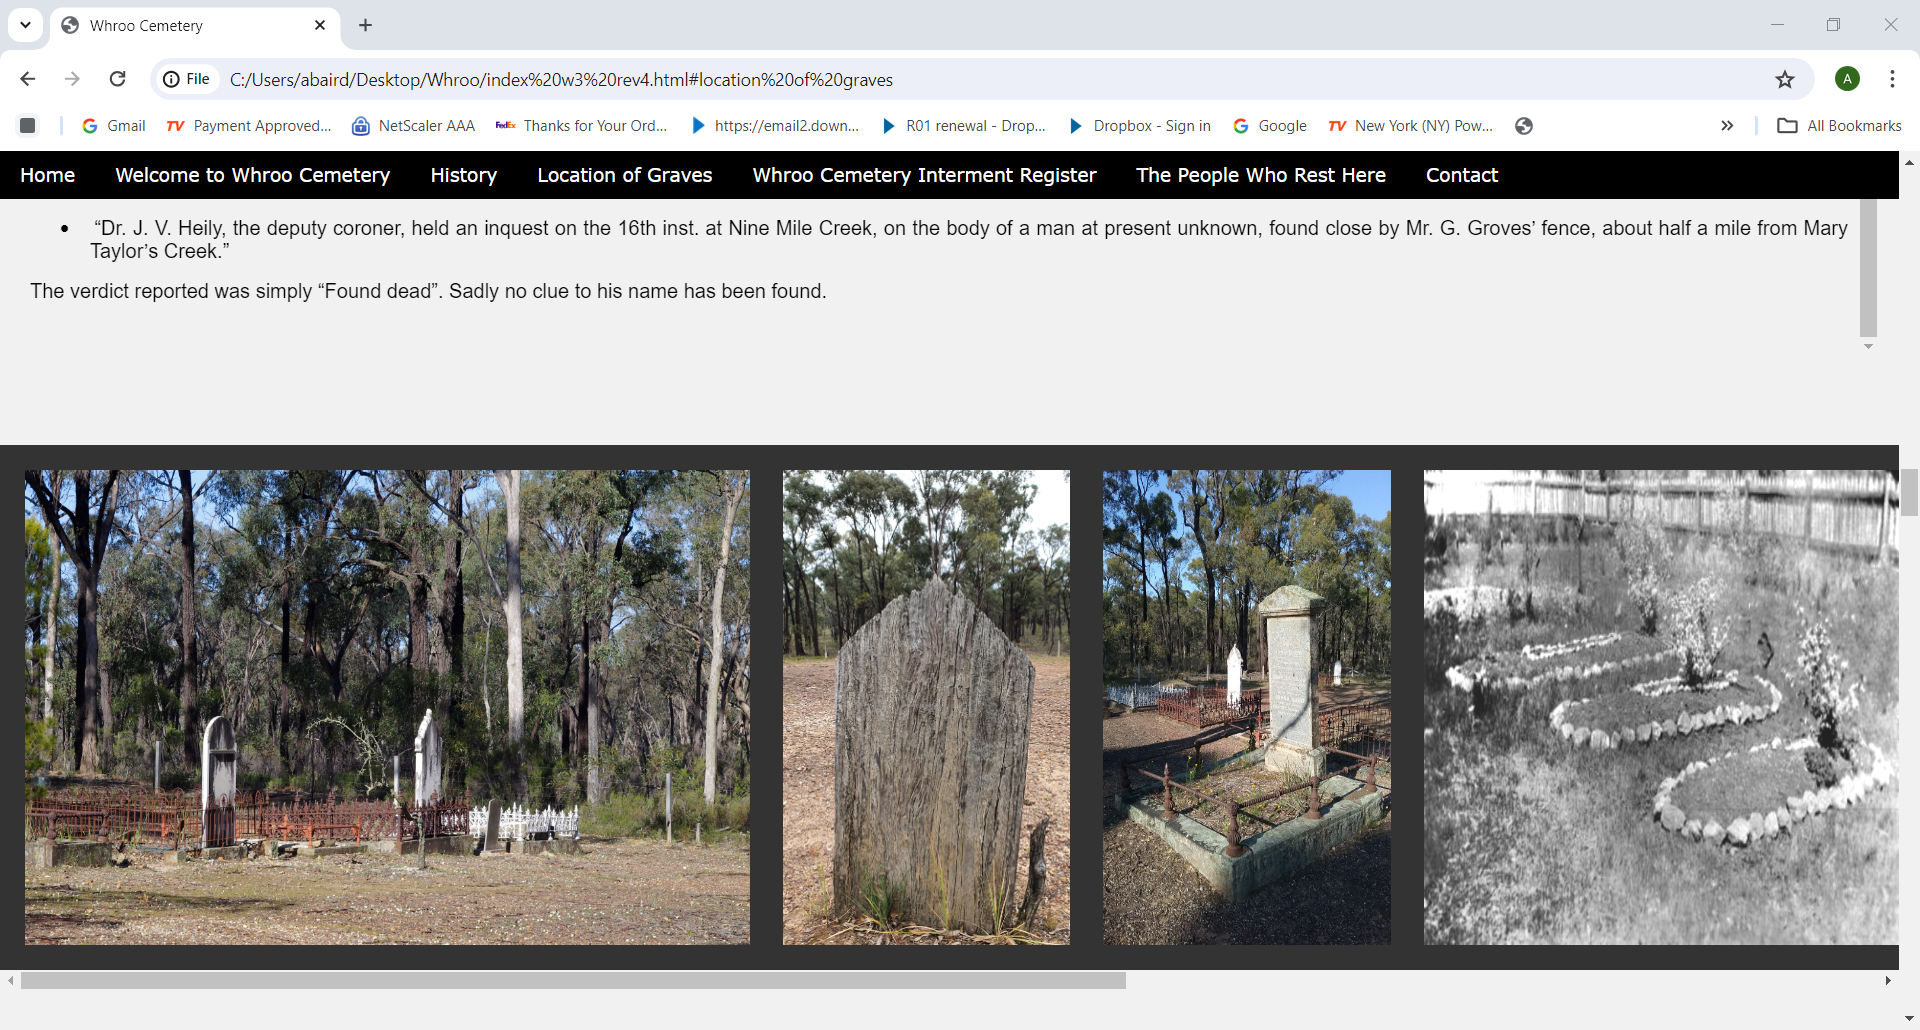 Whroo Cemetery
File C:/Users/abaird/Desktop/Whroo/index%20w3%20rev4.html#location%20of%20graves A
Gmail TV Payment Approved... NetScaler AAA FedEx Thanks for Your Ord... https://email2.down... R01 renewal - Drop... Dropbox - Sign in Google TV New York (NY) Pow... All Bookmarks
Home Welcome to Whroo Cemetery History Location of Graves Whroo Cemetery Interment Register The People Who Rest Here Contact
• “Dr. J. V. Heily, the deputy coroner, held an inquest on the 16th inst. at Nine Mile Creek, on the body of a man at present unknown, found close by Mr. G. Groves’ fence, about half a mile from Mary
Taylor’s Creek.”
The verdict reported was simply “Found dead”. Sadly no clue to his name has been found.